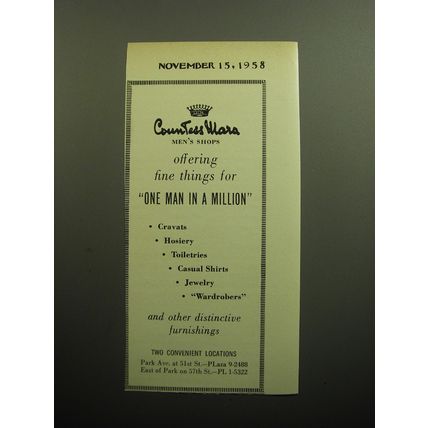 NOVEMBER 15, 1958
Countess Mara
MEN'S SHOPS
offering
fine things for
"ONE MAN IN A MILLION"
• Cravats
• Hosiery
• Toiletries
• Casual Shirts
• Jewelry
• "Wardrobers"
and other distinctive
furnishings
TWO CONVENIENT LOCATIONS
Park Ave. at 51st St.—PLaza 9-2488
East of Park on 57th St.—PL 1-5322